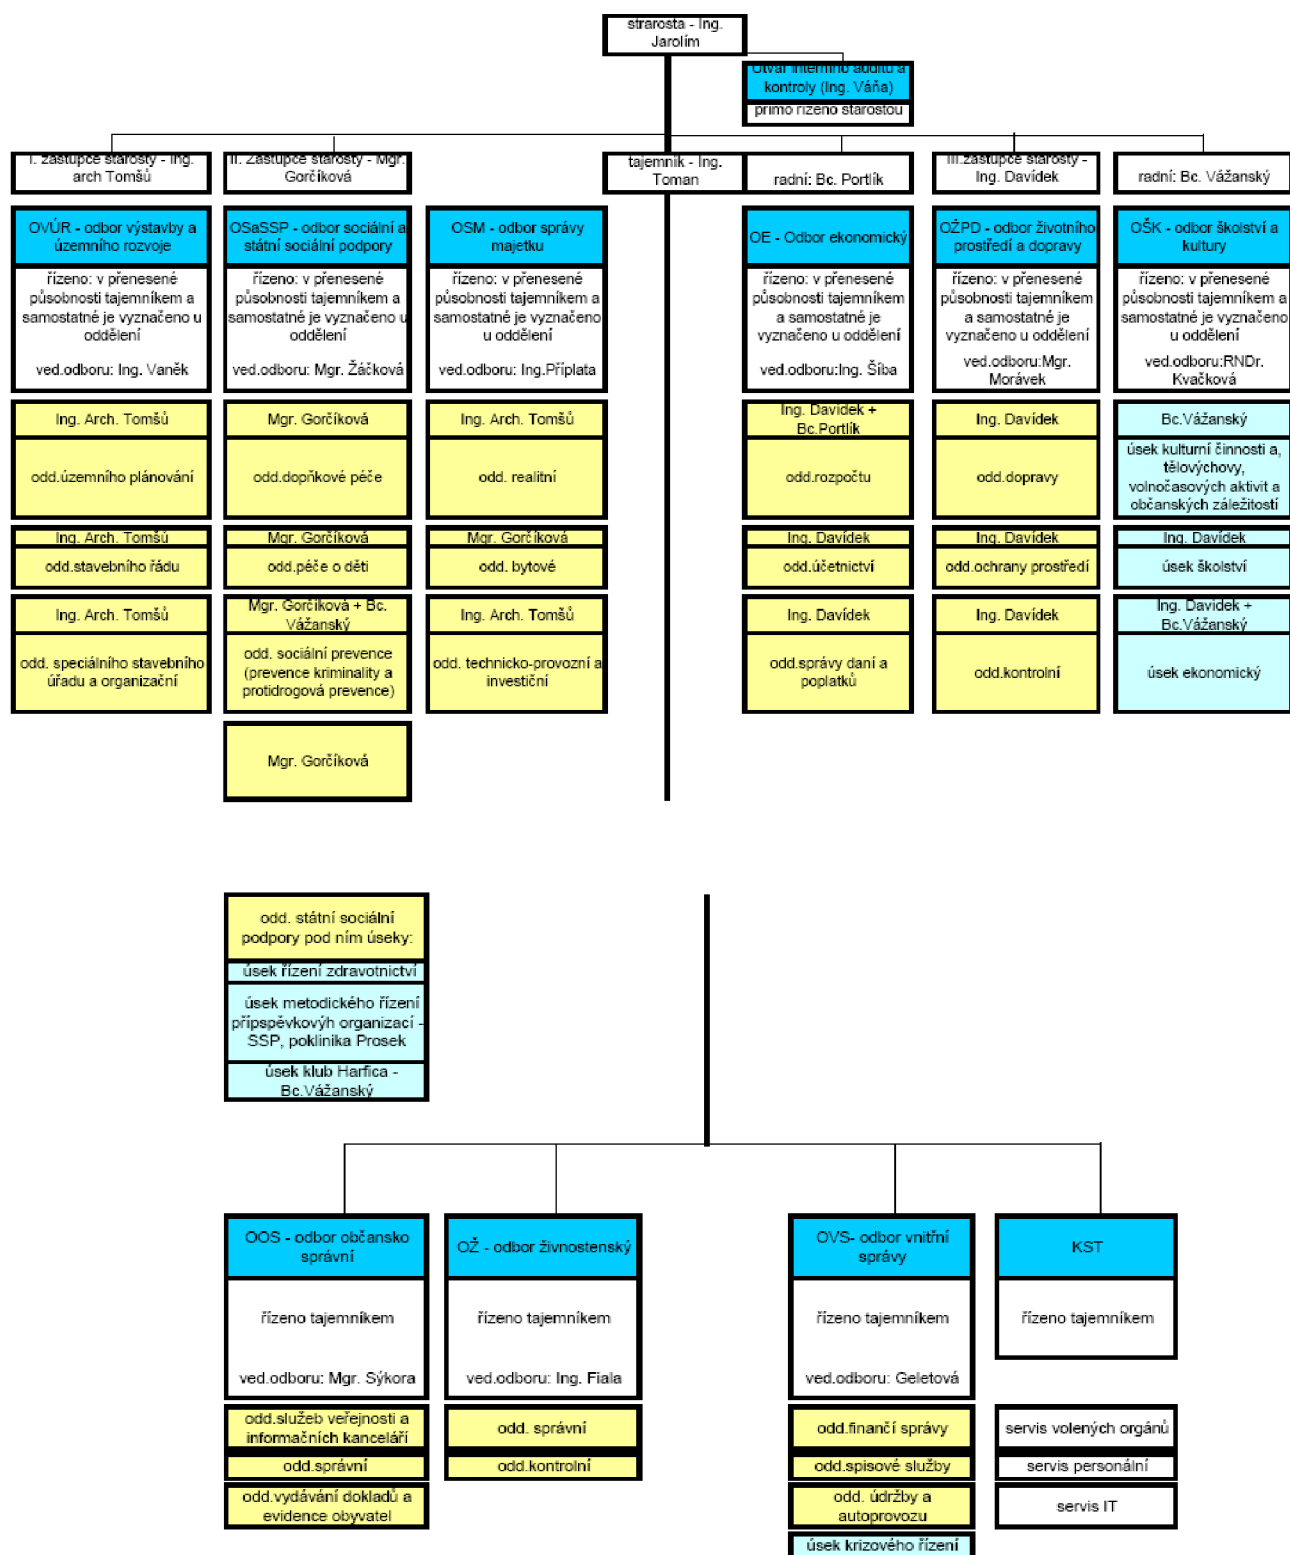 strarosta - Ing.
Jarolím
Útvar interního auditu a
kontroly (Ing. Váňa)
přímo řízeno starostou
I. zástupce starosty - Ing.
arch Tomšů
II. Zástupce starosty - Mgr.
Gorčíková
tajemník - Ing.
Toman
radní: Bc. Portlík
III.zástupce starosty -
Ing. Davídek
radní: Bc. Vážanský
OVÚR - odbor výstavby a
územního rozvoje
řízeno: v přenesené
působnosti tajemníkem a
samostatné je vyznačeno u
oddělení
ved.odboru: Ing. Vaněk
Ing. Arch. Tomšů
odd.územního plánování
Ing. Arch. Tomšů
odd.stavebního řádu
Ing. Arch. Tomšů
odd. speciálního stavebního
úřadu a organizační
OSaSSP - odbor sociální a
státní sociální podpory
řízeno: v přenesené
působnosti tajemníkem a
samostatné je vyznačeno u
oddělení
ved.odboru: Mgr. Žáčková
Mgr. Gorčíková
odd.dopňkové péče
Mgr. Gorčíková
odd.péče o děti
Mgr. Gorčíková + Bc.
Vážanský
odd. sociální prevence
(prevence kriminality a
protidrogová prevence)
Mgr. Gorčíková
OSM - odbor správy
majetku
řízeno: v přenesené
působnosti tajemníkem a
samostatné je vyznačeno
u oddělení
ved.odboru: Ing.Příplata
Ing. Arch. Tomšů
odd. realitní
Mgr. Gorčíková
odd. bytové
Ing. Arch. Tomšů
odd. technicko-provozní a
investiční
OE - Odbor ekonomický
řízeno: v přenesené
působnosti tajemníkem
a samostatné je
vyznačeno u oddělení
ved.odboru:Ing. Šíba
Ing. Davídek +
Bc.Portlík
odd.rozpočtu
Ing. Davídek
odd.účetnictví
Ing. Davídek
odd.správy daní a
poplatků
OŽPD - odbor životního
prostředí a dopravy
řízeno: v přenesené
působnosti tajemníkem
a samostatné je
vyznačeno u oddělení
ved.odboru:Mgr.
Morávek
Ing. Davídek
odd.dopravy
Ing. Davídek
odd.ochrany prostředí
Ing. Davídek
odd.kontrolní
OŠK - odbor školství a
kultury
řízeno: v přenesené
působnosti tajemníkem a
samostatné je vyznačeno
u oddělení
ved.odboru:RNDr.
Kvačková
Bc.Vážanský
úsek kulturní činnosti a,
tělovýchovy,
volnočasových aktivit a
občanských záležitostí
Ing. Davídek
úsek školství
Ing. Davídek +
Bc.Vážanský
úsek ekonomický
odd. státní sociální
podpory pod ním úseky:
úsek řízení zdravotnictví
úsek metodického řízení
přípspěvkovýh organizací -
SSP, poklinika Prosek
úsek klub Harfica -
Bc.Vážanský
OOS - odbor občansko
správní
řízeno tajemníkem
ved.odboru: Mgr. Sýkora
odd.služeb veřejnosti a
informačních kanceláří
odd.správní
odd.vydávání dokladů a
evidence obyvatel
OŽ - odbor živnostenský
řízeno tajemníkem
ved.odboru: Ing. Fiala
odd. správní
odd.kontrolní
OVS- odbor vnitřní
správy
řízeno tajemníkem
ved.odboru: Geletová
odd.finančí správy
odd.spisové služby
odd. údržby a
autoprovozu
úsek krizového řízení
KST
řízeno tajemníkem
servis volených orgánů
servis personální
servis IT